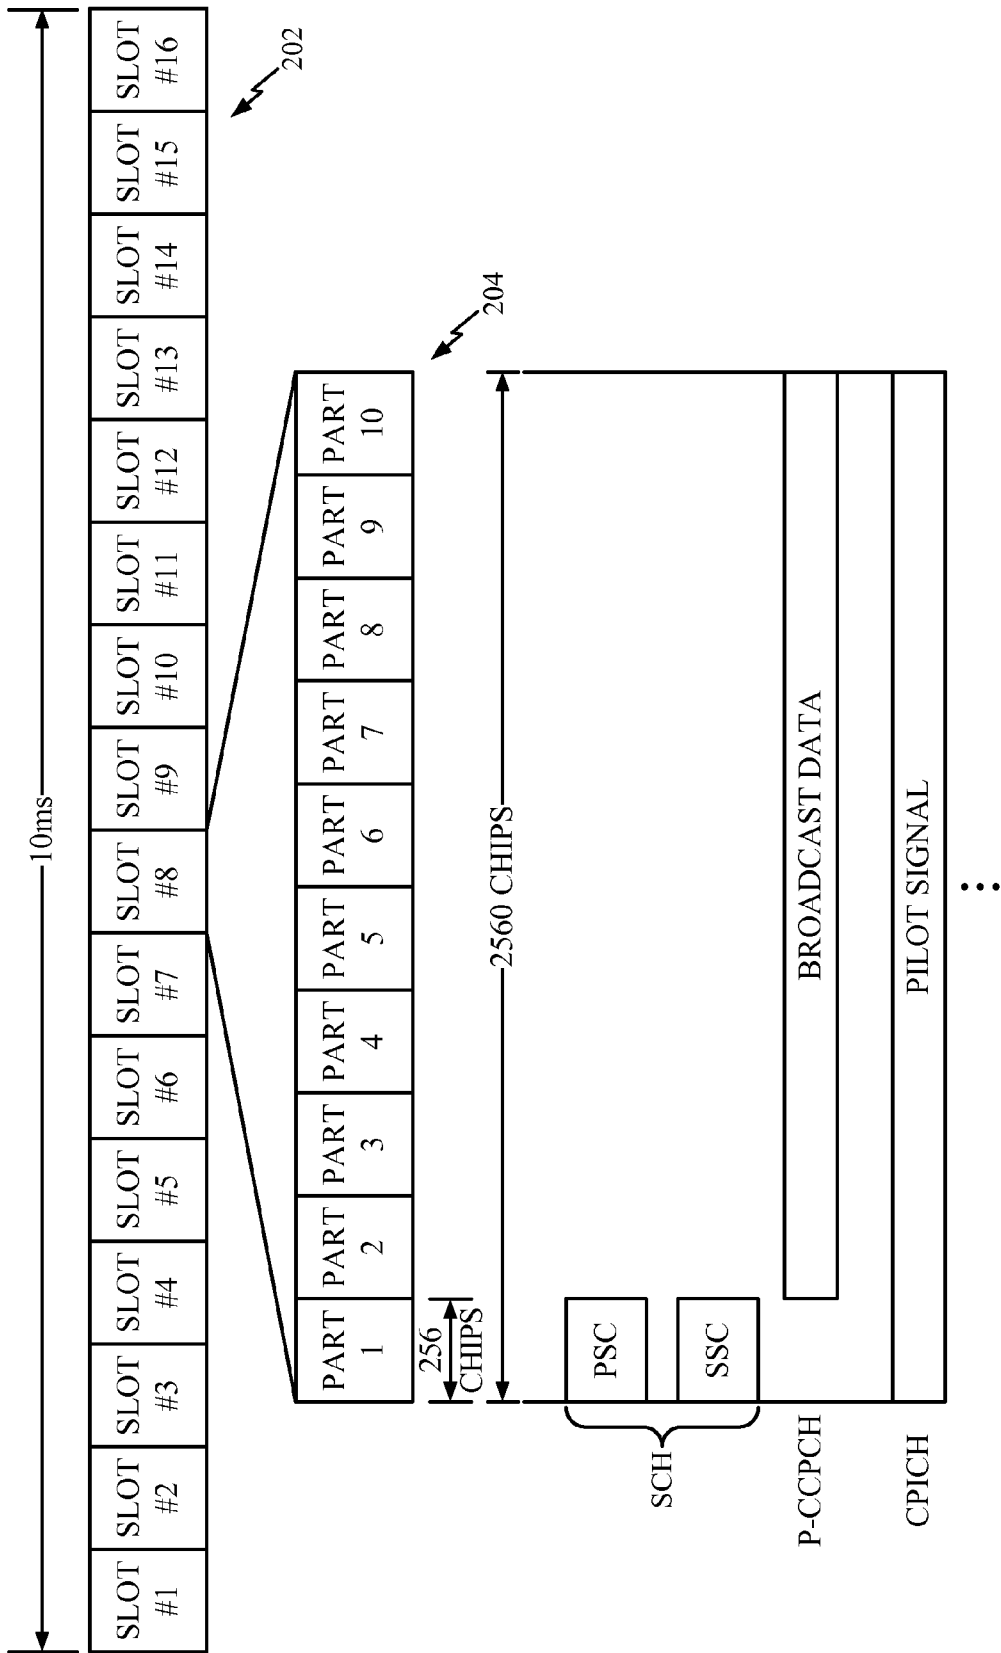 10ms
SLOT
#1
SLOT
#2
SLOT
#3
SLOT
#4
SLOT
#5
SLOT
#6
SLOT
#7
SLOT
#8
SLOT
#9
SLOT
#10
SLOT
#11
SLOT
#12
SLOT
#13
SLOT
#14
SLOT
#15
SLOT
#16
202
PART
1
PART
2
PART
3
PART
4
PART
5
PART
6
PART
7
PART
8
PART
9
PART
10
204
256
CHIPS
2560 CHIPS
SCH
PSC
SSC
P-CCPCH
BROADCAST DATA
CPICH
PILOT SIGNAL
...